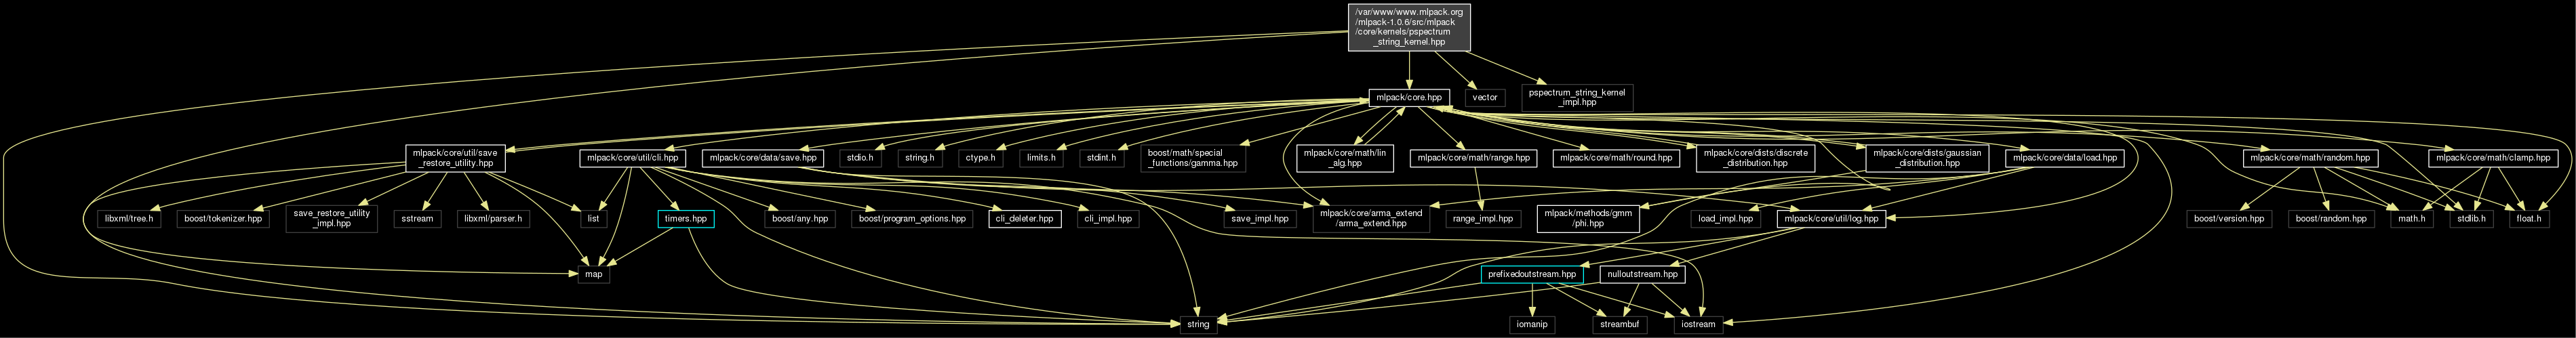 /var/www/www.mlpack.org
/mlpack-1.0.6/src/mlpack
/core/kernels/pspectrum
_string_kernel.hpp
mlpack/core.hpp
vector
pspectrum_string_kernel
_impl.hpp
mlpack/core/util/save
_restore_utility.hpp
mlpack/core/util/cli.hpp
mlpack/core/data/save.hpp
stdio.h
string.h
ctype.h
limits.h
stdint.h
boost/math/special
_functions/gamma.hpp
mlpack/core/math/lin
_alg.hpp
mlpack/core/math/range.hpp
mlpack/core/math/round.hpp
mlpack/core/dists/discrete
_distribution.hpp
mlpack/core/dists/gaussian
_distribution.hpp
mlpack/core/data/load.hpp
mlpack/core/math/random.hpp
mlpack/core/math/clamp.hpp
libxml/tree.h
boost/tokenizer.hpp
save_restore_utility
_impl.hpp
sstream
libxml/parser.h
list
timers.hpp
boost/any.hpp
boost/program_options.hpp
cli_deleter.hpp
cli_impl.hpp
save_impl.hpp
mlpack/core/arma_extend
/arma_extend.hpp
range_impl.hpp
mlpack/methods/gmm
/phi.hpp
load_impl.hpp
mlpack/core/util/log.hpp
boost/version.hpp
boost/random.hpp
math.h
stdlib.h
float.h
map
prefixedoutstream.hpp
nulloutstream.hpp
string
iomanip
streambuf
iostream